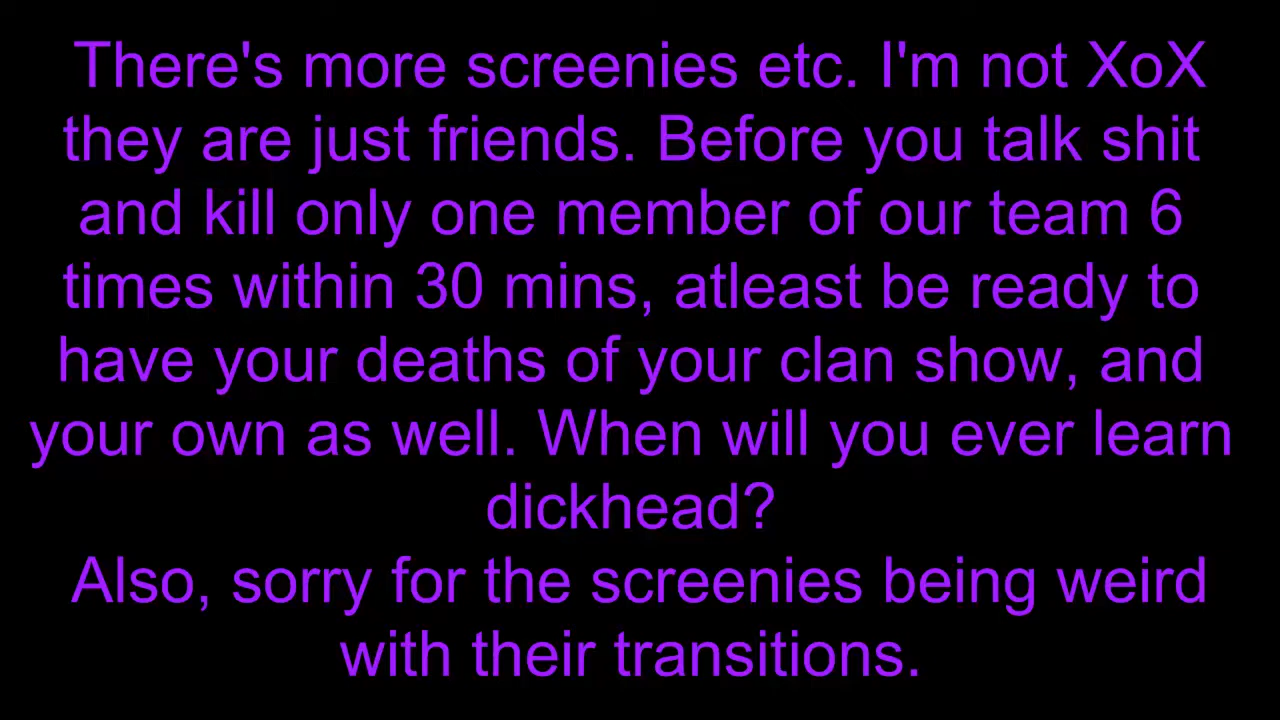 There's more screenies etc. I'm not XoX
they are just friends. Before you talk shit
and kill only one member of our team 6
times within 30 mins, atleast be ready to
have your deaths of your clan show, and
your own as well. When will you ever learn
dickhead?
Also, sorry for the screenies being weird
with their transitions.